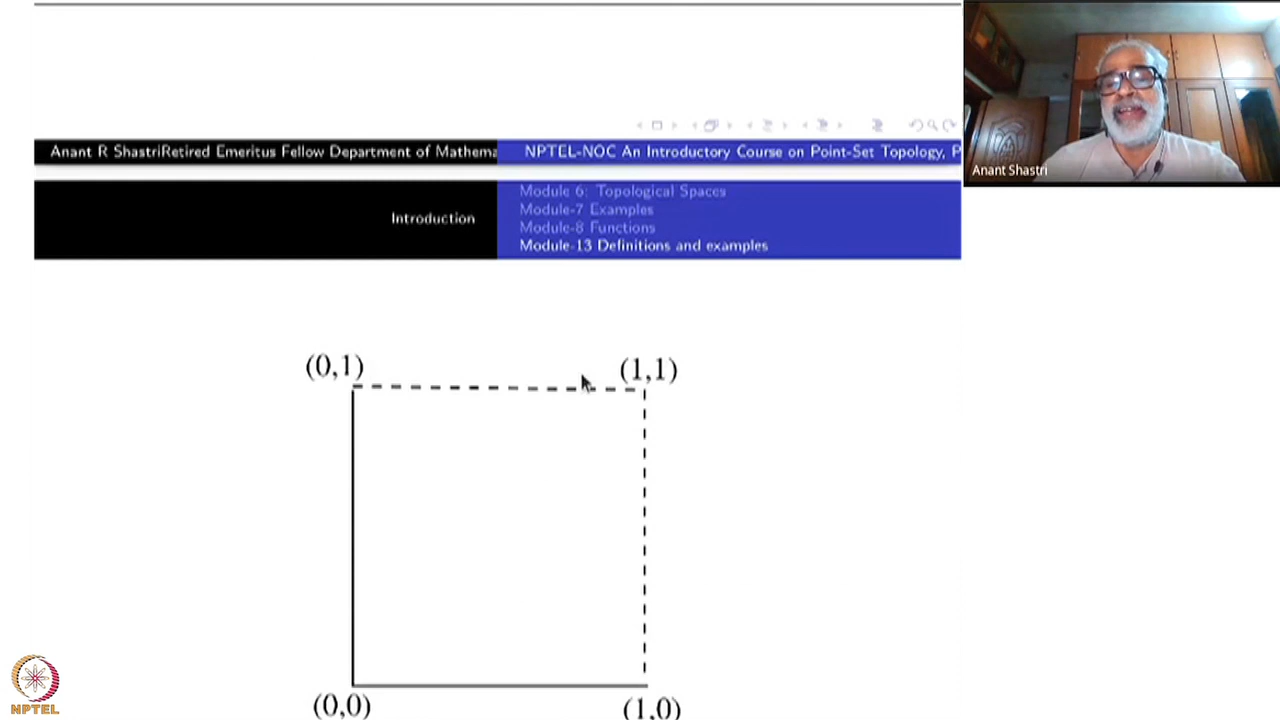 Anant R ShastriRetired Emeritus Fellow Department of Mathema
NPTEL-NOC An Introductory Course on Point-Set Topology, P
Introduction
Module 6: Topological Spaces
Module-7 Examples
Module-8 Functions
Module-13 Definitions and examples
Anant Shastri
(0,1)
(1,1)
(0,0)
(1,0)
NPTEL